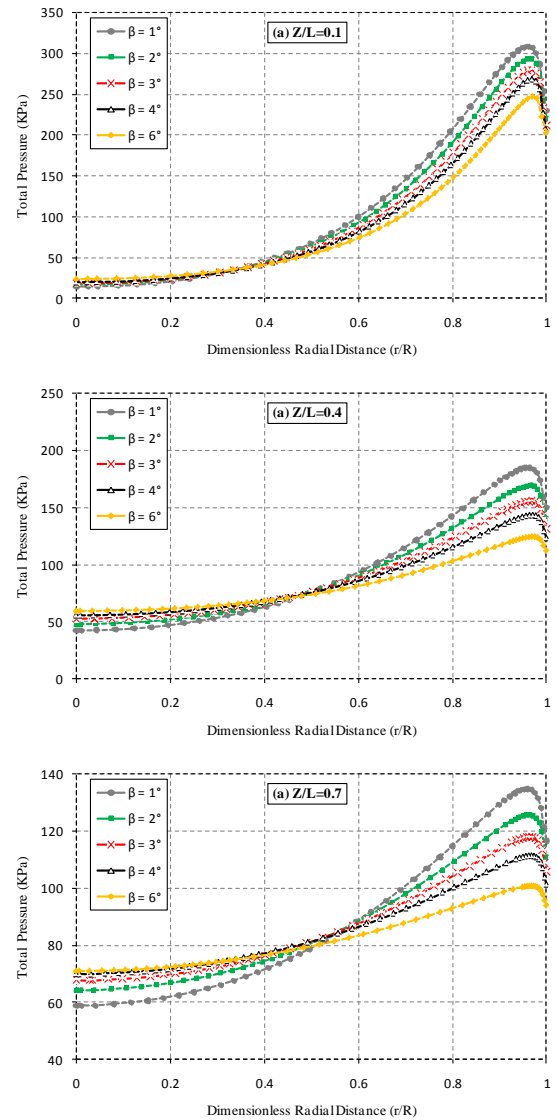 350
300
250
200
150
100
50
0
Total Pressure (KPa)
(a) Z/L=0.1
β = 1°
β = 2°
β = 3°
β = 4°
β = 6°
0 0.2 0.4 0.6 0.8 1
Dimensionless Radial Distance (r/R)
250
200
150
100
50
0
Total Pressure (KPa)
(a) Z/L=0.4
β = 1°
β = 2°
β = 3°
β = 4°
β = 6°
0 0.2 0.4 0.6 0.8 1
Dimensionless Radial Distance (r/R)
140
120
100
80
60
40
Total Pressure (KPa)
(a) Z/L=0.7
β = 1°
β = 2°
β = 3°
β = 4°
β = 6°
0 0.2 0.4 0.6 0.8 1
Dimensionless Radial Distance (r/R)